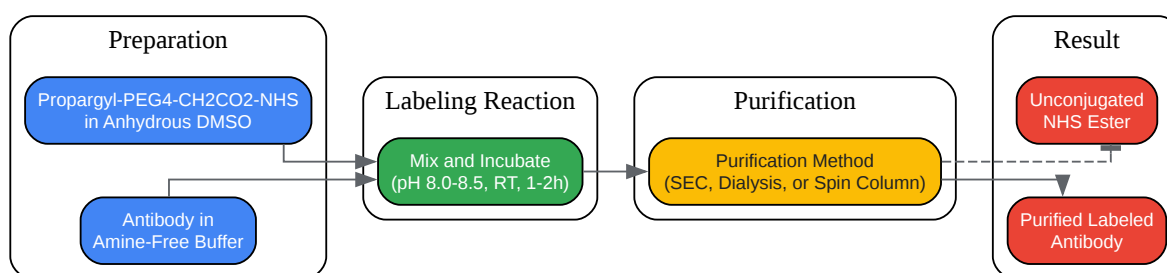 Preparation
Propargyl-PEG4-CH2CO2-NHS
in Anhydrous DMSO
Antibody in
Amine-Free Buffer
Labeling Reaction
Mix and Incubate
(pH 8.0-8.5, RT, 1-2h)
Purification
Purification Method
(SEC, Dialysis, or Spin Column)
Result
Unconjugated
NHS Ester
Purified Labeled
Antibody